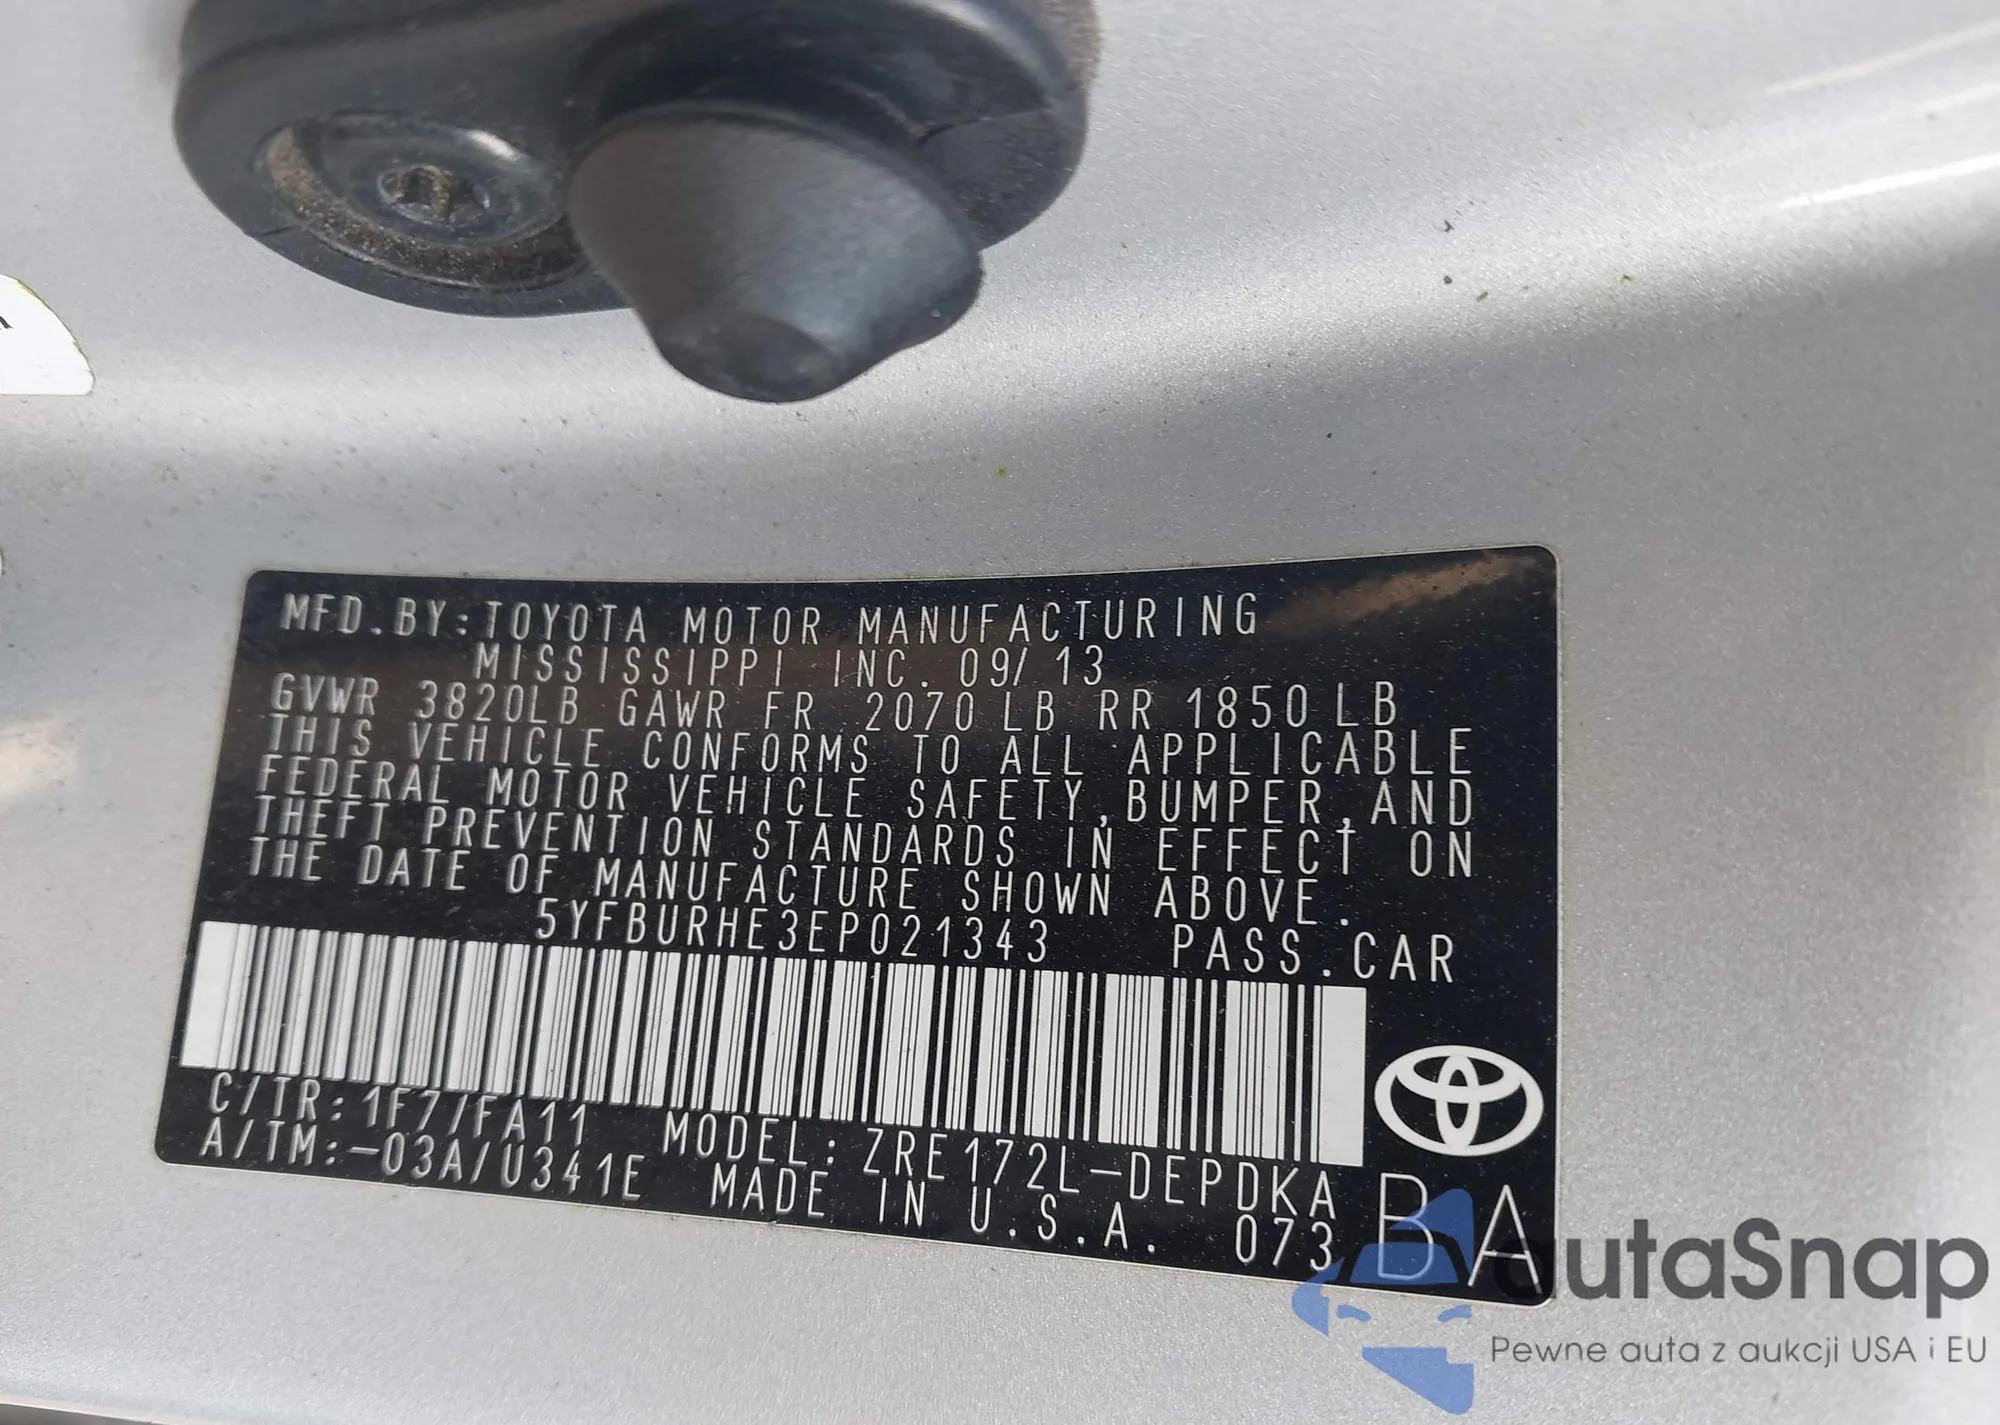 MFD.BY:TOYOTA MOTOR MANUFACTURING
MISSISSIPPI INC. 09/13
GVWR 3820LB GAWR FR 2070LB RR 1850LB
THIS VEHICLE CONFORMS TO ALL APPLICABLE
FEDERAL MOTOR VEHICLE SAFETY,BUMPER,AND
THEFT PREVENTION STANDARDS IN EFFECT ON
THE DATE OF MANUFACTURE SHOWN ABOVE.
5YFBURHE3EP021343 PASS.CAR
C/TR:1F7/FA11 MODEL:ZRE172L-DEPDKA
A/TM:-03A/U341E MADE IN U.S.A. 073
BA
autaSnap
Pewne auta z aukcji USA i EU